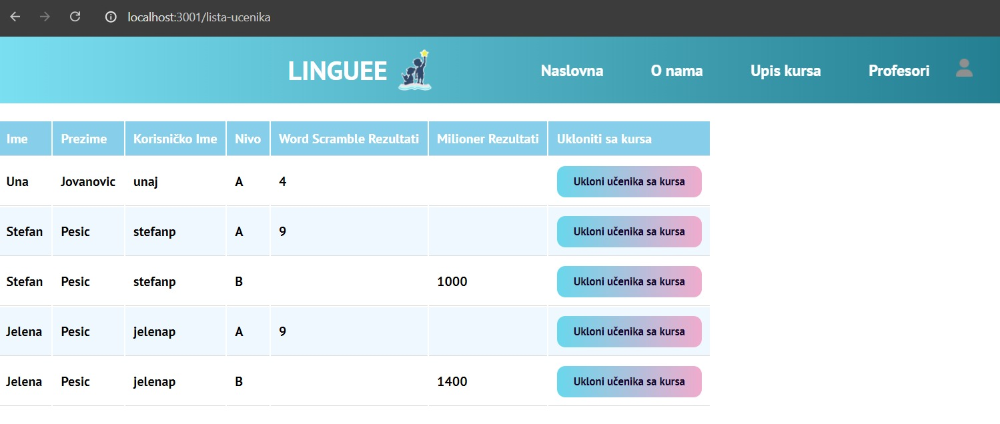 localhost:3001/lista-ucenika
LINGUEE Naslovna O nama Upis kursa Profesori
Ime Prezime Korisničko Ime Nivo Word Scramble Rezultati Milioner Rezultati Ukloniti sa kursa
Una Jovanovic unaj A 4 Ukloni učenika sa kursa
Stefan Pesic stefanp A 9 Ukloni učenika sa kursa
Stefan Pesic stefanp B 1000 Ukloni učenika sa kursa
Jelena Pesic jelenap A 9 Ukloni učenika sa kursa
Jelena Pesic jelenap B 1400 Ukloni učenika sa kursa